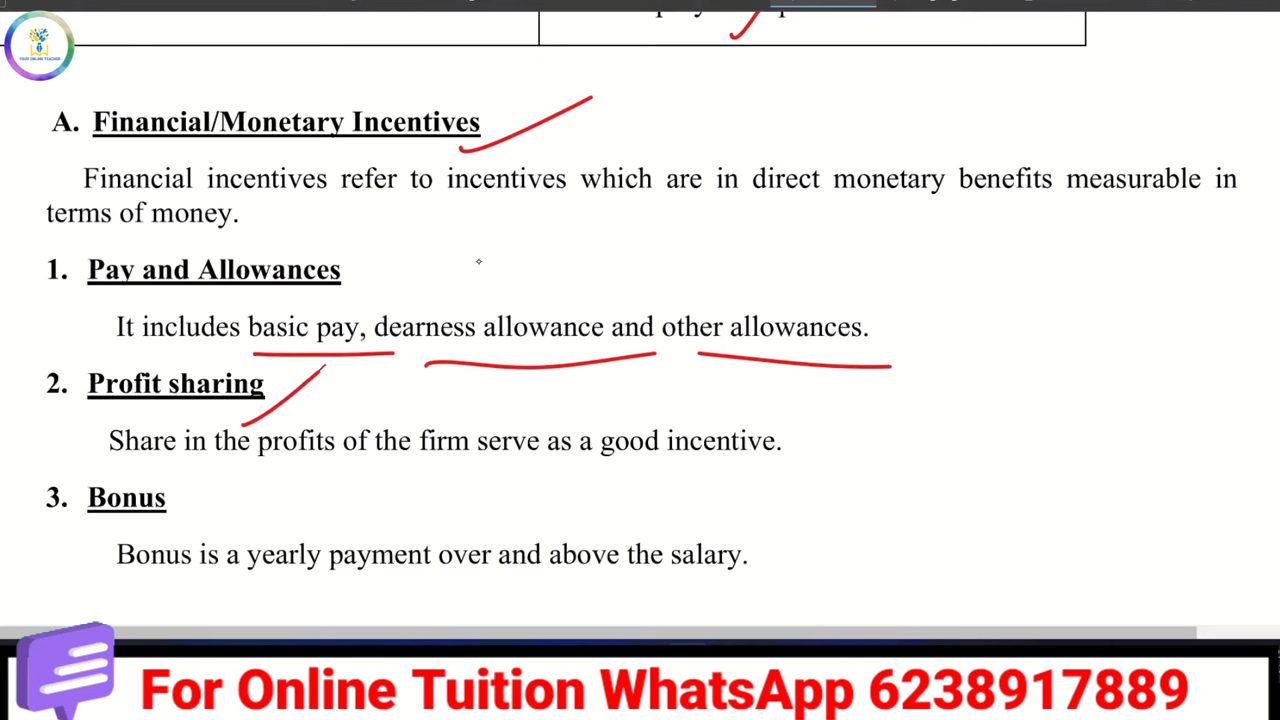 YOUR ONLINE TEACHER
A. Financial/Monetary Incentives
Financial incentives refer to incentives which are in direct monetary benefits measurable in
terms of money.
1. Pay and Allowances
It includes basic pay, dearness allowance and other allowances.
2. Profit sharing
Share in the profits of the firm serve as a good incentive.
3. Bonus
Bonus is a yearly payment over and above the salary.
For Online Tuition WhatsApp 6238917889